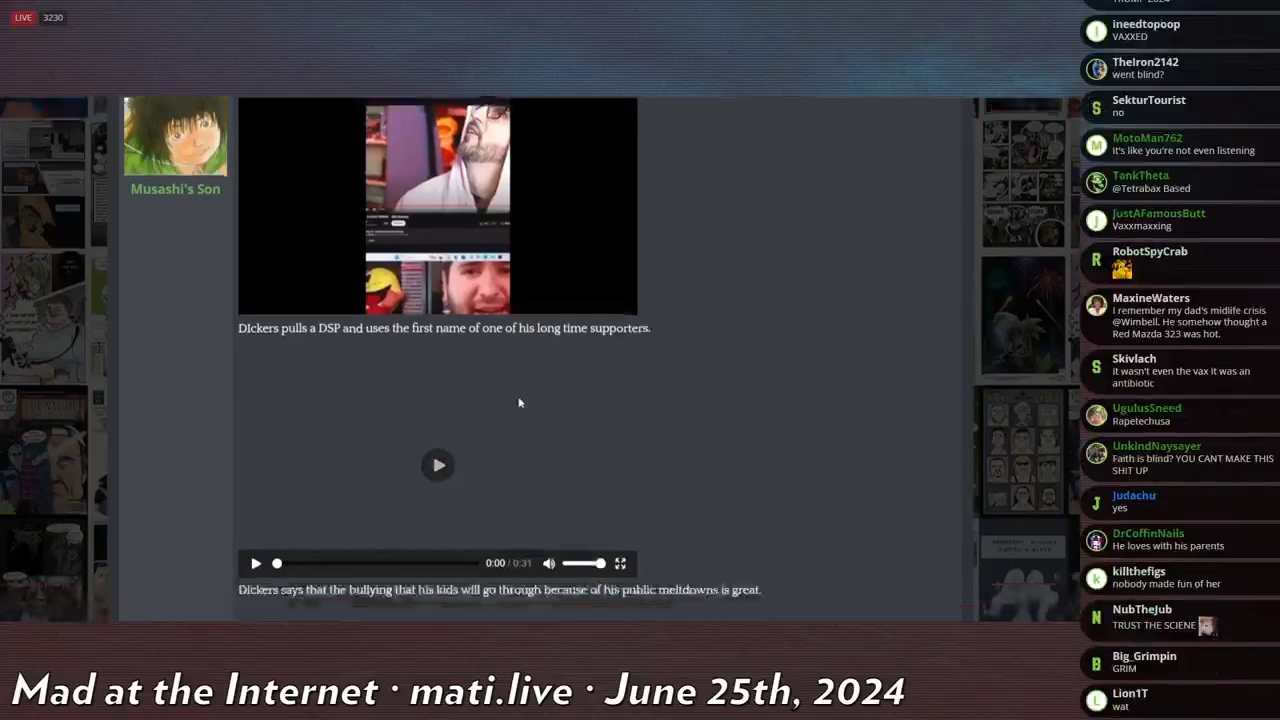 LIVE 3230
Musashi's Son
DIckers pulls a DSP and uses the first name of one of his long time supporters.
0:00 / 0:31
Dickers says that the bullying that his kids will go through because of his public meltdowns is great.
Mad at the Internet · mati.live · June 25th, 2024
ineedtopoop
VAXXED
TheIron2142
went blind?
SekturTourist
no
MotoMan762
it's like you're not even listening
TankTheta
@Tetrabax Based
JustAFamousButt
Vaxxmaxxing
RobotSpyCrab
MaxineWaters
I remember my dad's midlife crisis
@Wimbell. He somehow thought a
Red Mazda 323 was hot.
Skivlach
it wasn't even the vax it was an
antibiotic
UgulusSneed
Rapetechusa
UnkindNaysayer
Faith is blind? YOU CANT MAKE THIS
SH!T UP
Judachu
yes
DrCoffinNails
He loves with his parents
killthefigs
nobody made fun of her
NubTheJub
TRUST THE SCIENE
Big_Grimpin
GRIM
Lion1T
wat